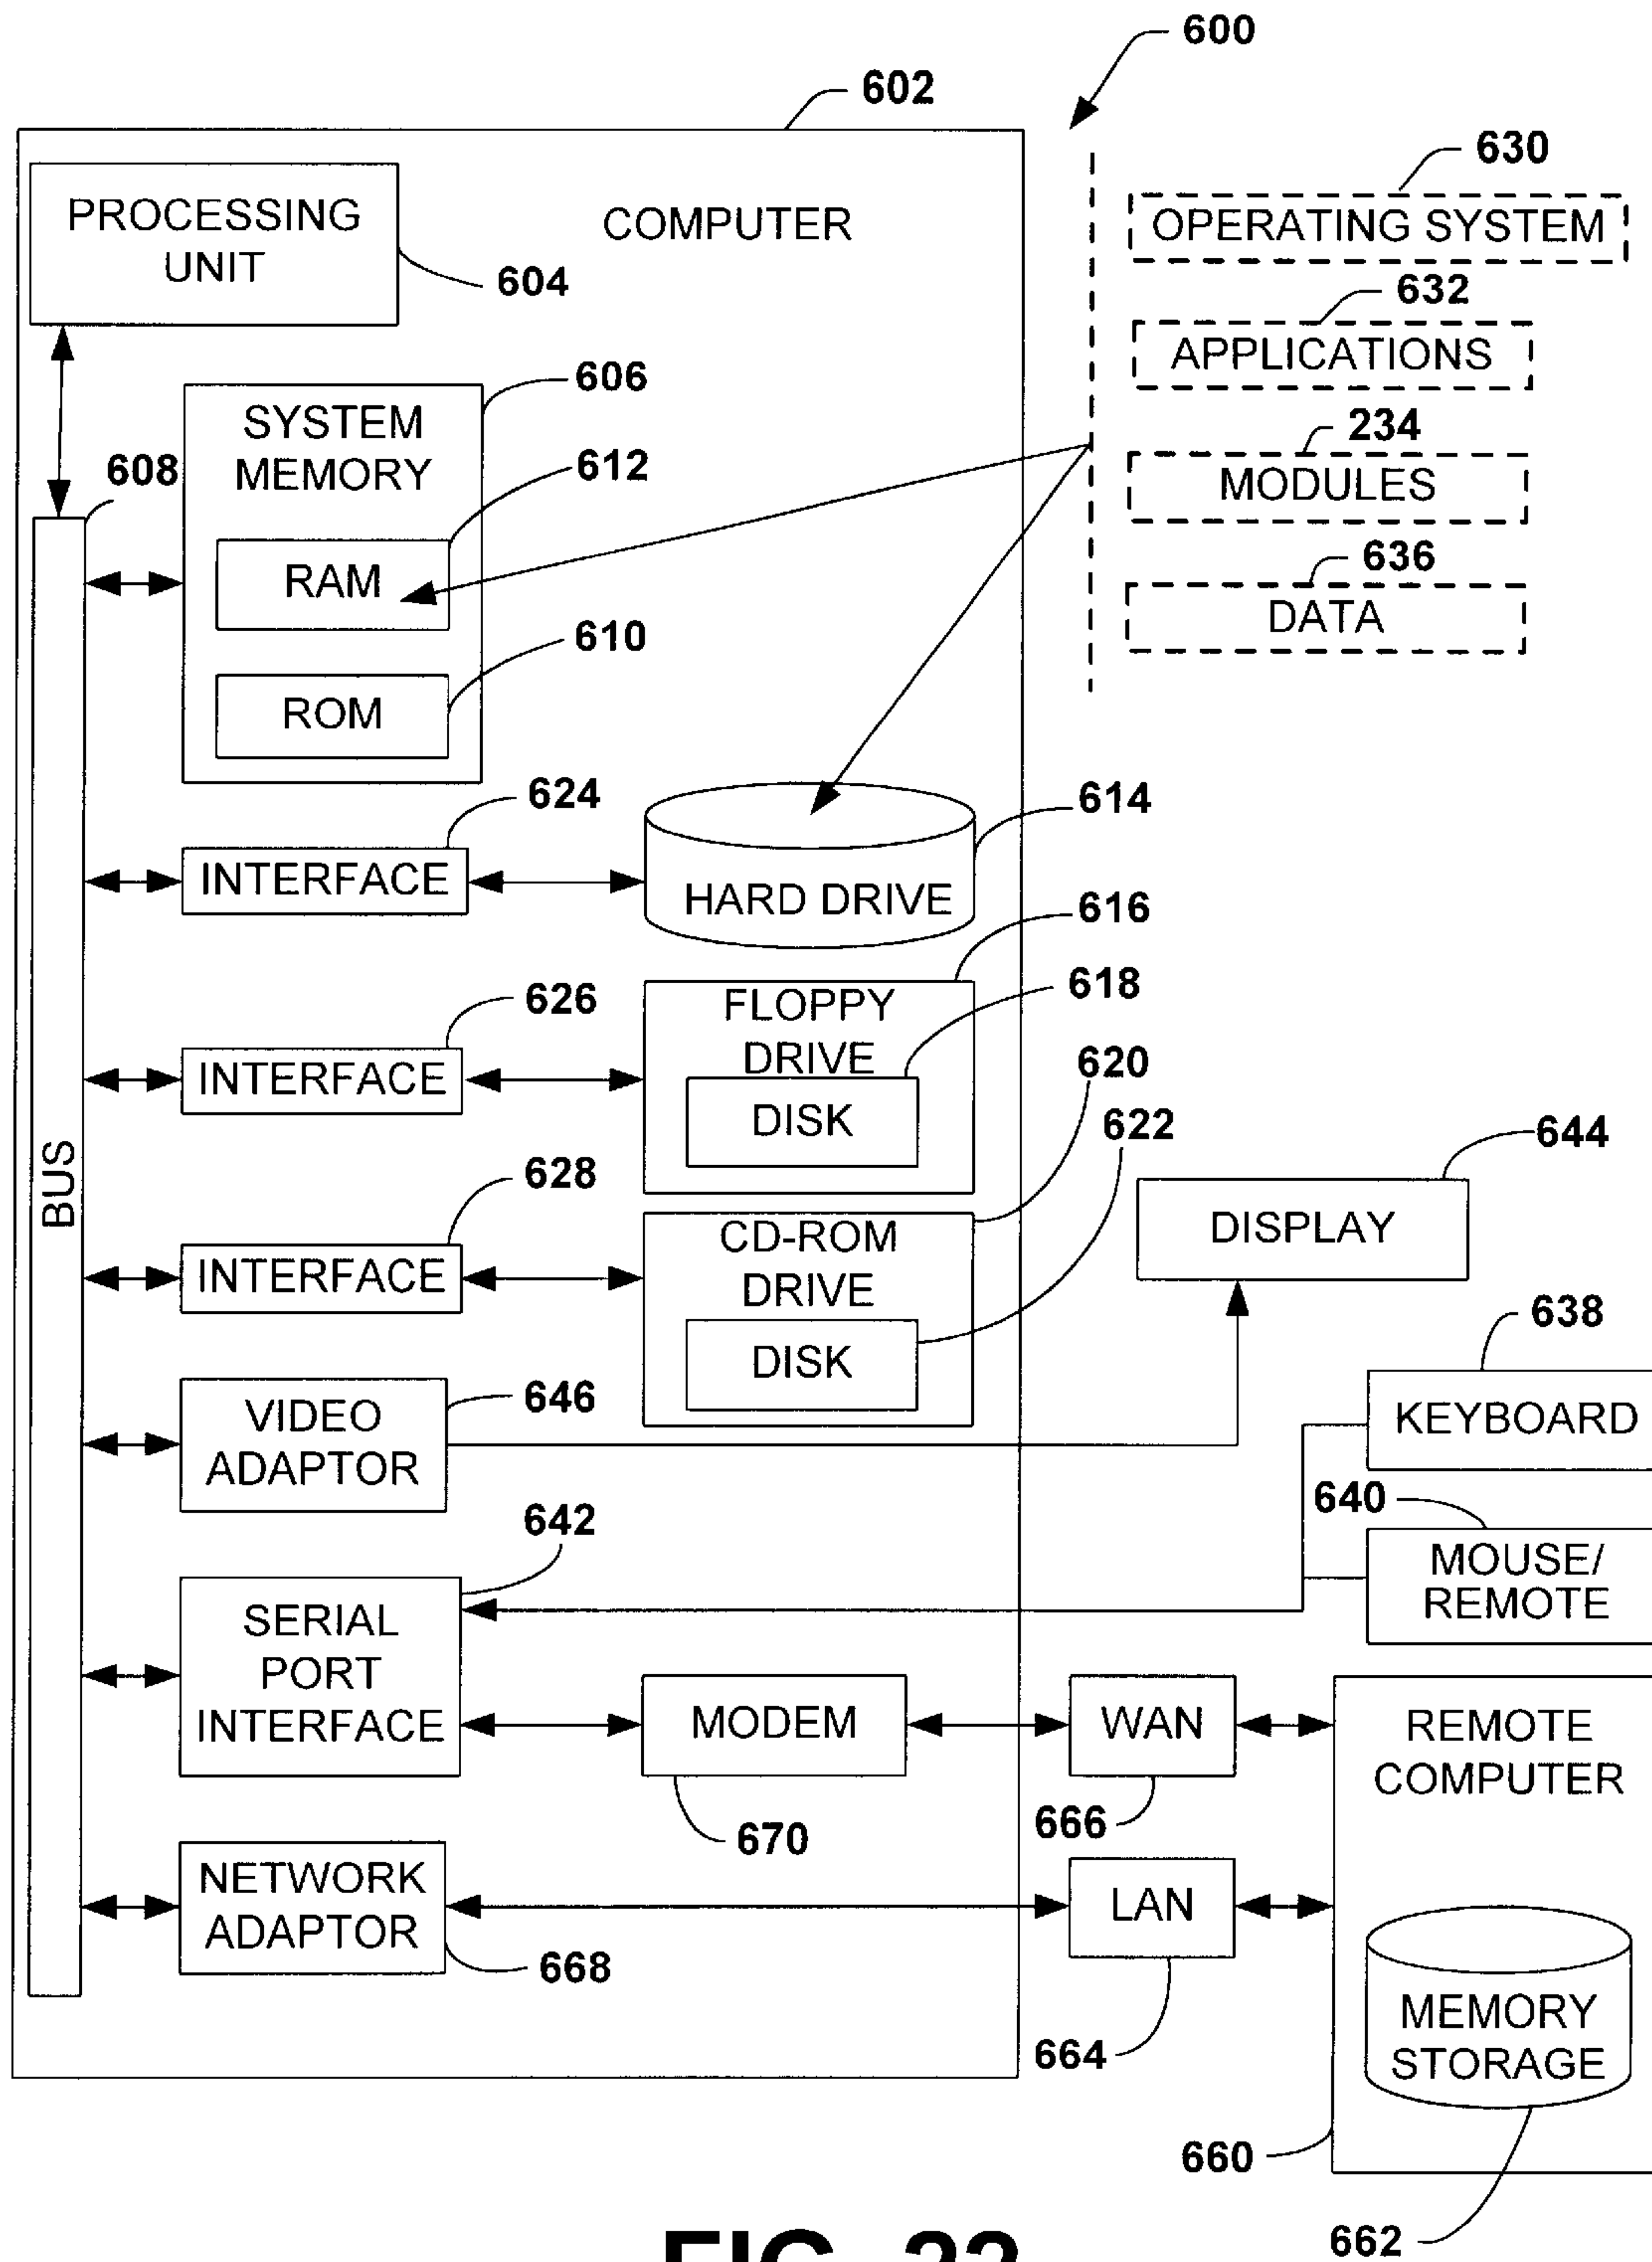 600
602
630
PROCESSING
UNIT
COMPUTER
OPERATING SYSTEM
604
632
APPLICATIONS
606
SYSTEM
MEMORY
234
MODULES
608
612
636
RAM
DATA
610
ROM
624
614
INTERFACE
HARD DRIVE
616
626
618
FLOPPY
DRIVE
620
INTERFACE
DISK
622
644
BUS
628
DISPLAY
CD-ROM
DRIVE
INTERFACE
638
DISK
646
VIDEO
ADAPTOR
KEYBOARD
640
642
MOUSE/
REMOTE
SERIAL
PORT
INTERFACE
MODEM
WAN
REMOTE
COMPUTER
670
666
NETWORK
ADAPTOR
LAN
668
MEMORY
STORAGE
664
660
662